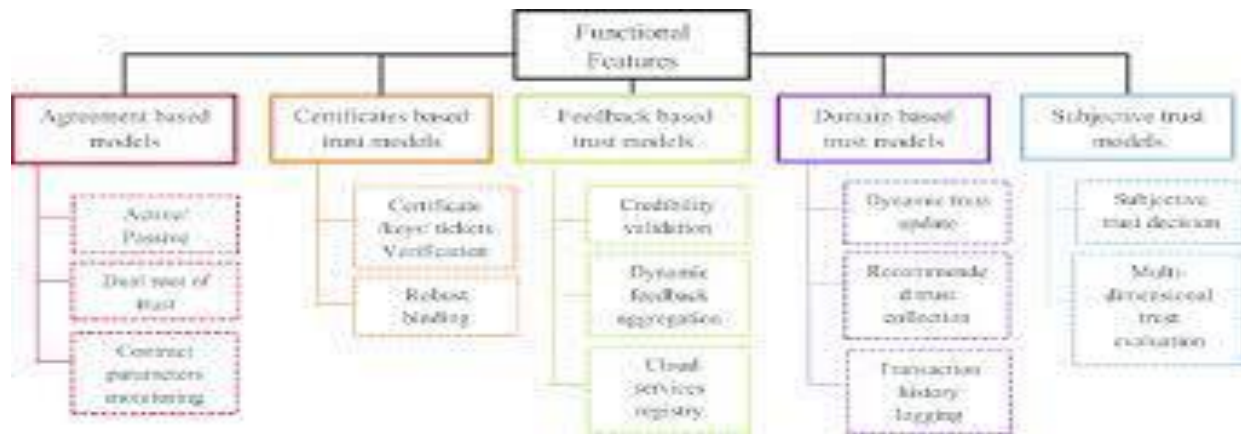 Functional
Features
Agreement based
models
Certificates based
trust models
Feedback based
trust models
Domain based
trust models
Subjective trust
models
Active/
Passive
Dual root of
trust
Contract
parameters
monitoring
Certificate
/keys/ tickets
Verification
Robust
binding
Credibility
validation
Dynamic
feedback
aggregation
Cloud
services
registry
Dynamic trust
update
Recommende
d trust
collection
Transaction
history
logging
Subjective
trust decision
Multi-
dimensional
trust
evaluation